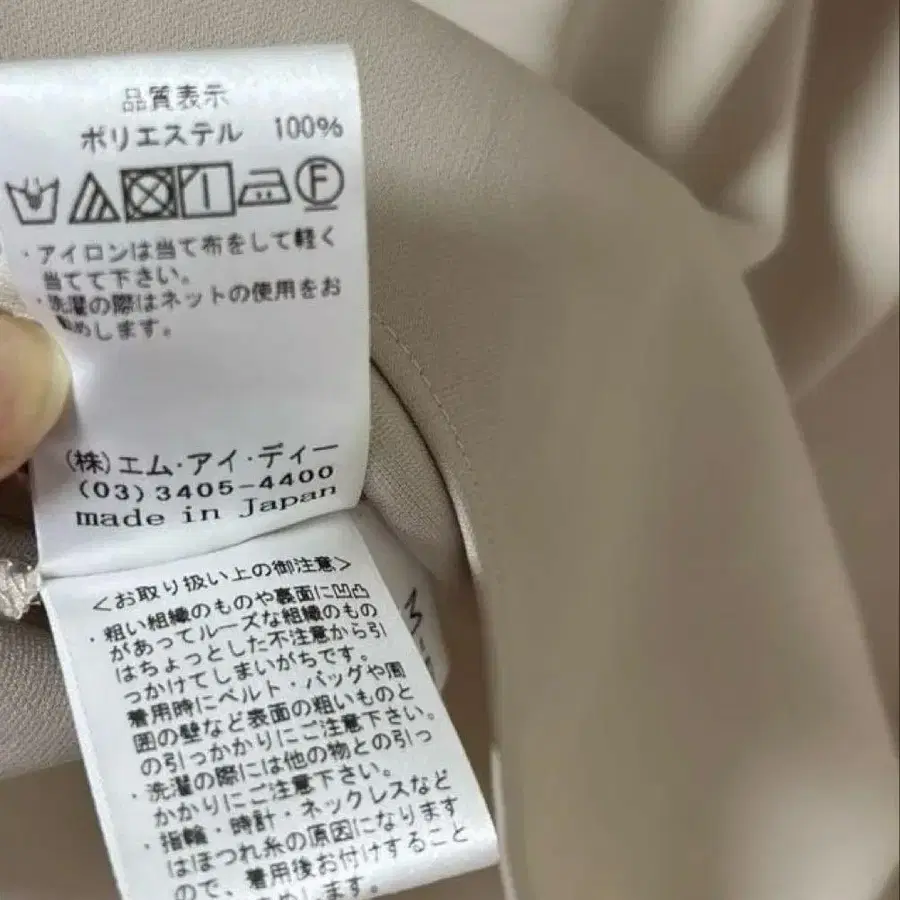 品質表示
ポリエステル 100%
F
・アイロンは当て布をして軽く
当てて下さい。
・洗濯の際はネットの使用をお
めします。
(株)エム・アイ・ディー
(03)3405-4400
made in Japan
<お取り扱い上の御注意>
・粗い組織のものや裏面に凹凸
があってルーズな組織のもの
はちょっとした不注意から引
っかけてしまいがちです。
着用時にベルト・バッグや周
囲の壁など表面の粗いものと
の引っかかりにご注意下さい。
・洗濯の際には他の物との引っ
かかりにご注意下さい。
・指輪・時計・ネックレスなど
はほつれ糸の原因になります
ので、着用後お付けすること
します。